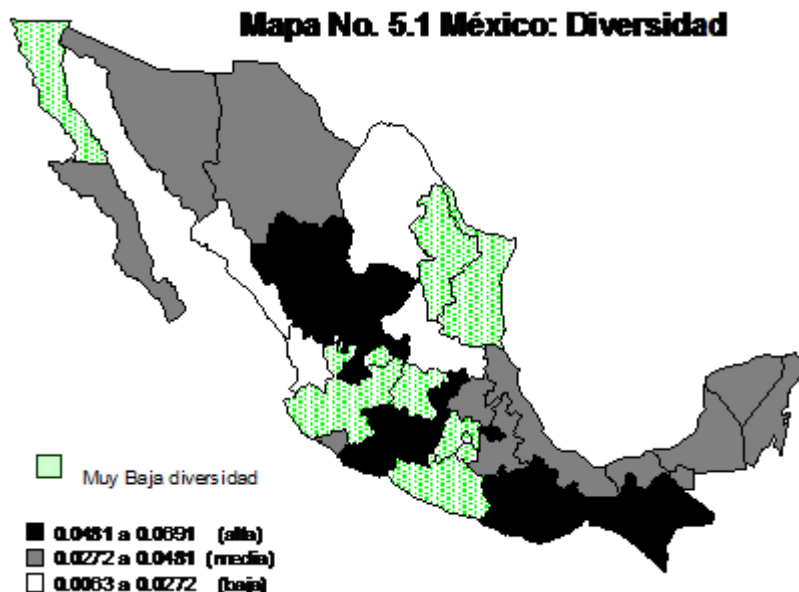 Mapa No. 5.1 México: Diversidad
Muy Baja diversidad
0.0481 a 0.0691 (alta)
0.0272 a 0.0481 (media)
0.0063 a 0.0272 (baja)